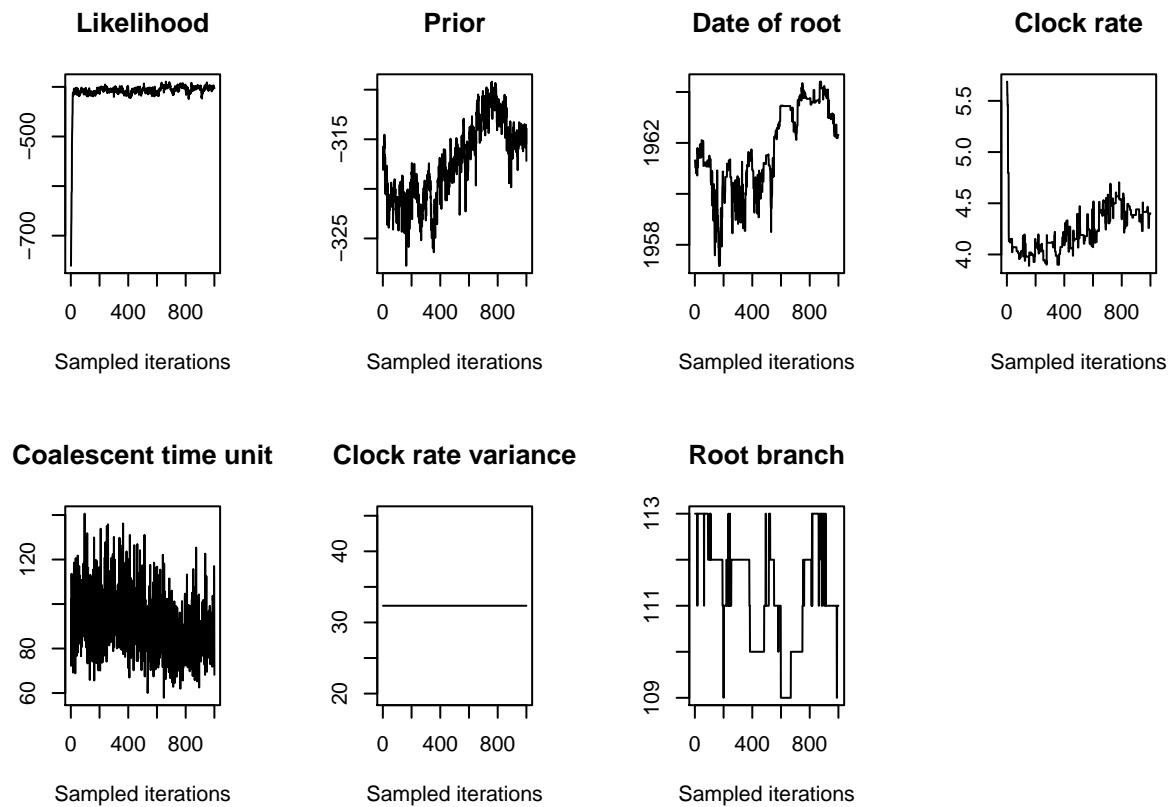 Likelihood
Prior
Date of root
Clock rate
−500
−700
−315
−325
1962
1958
5.5
5.0
4.5
4.0
0 400 800
0 400 800
0 400 800
0 400 800
Sampled iterations
Sampled iterations
Sampled iterations
Sampled iterations
Coalescent time unit
Clock rate variance
Root branch
120
80
60
40
30
20
113
111
109
0 400 800
0 400 800
0 400 800
Sampled iterations
Sampled iterations
Sampled iterations